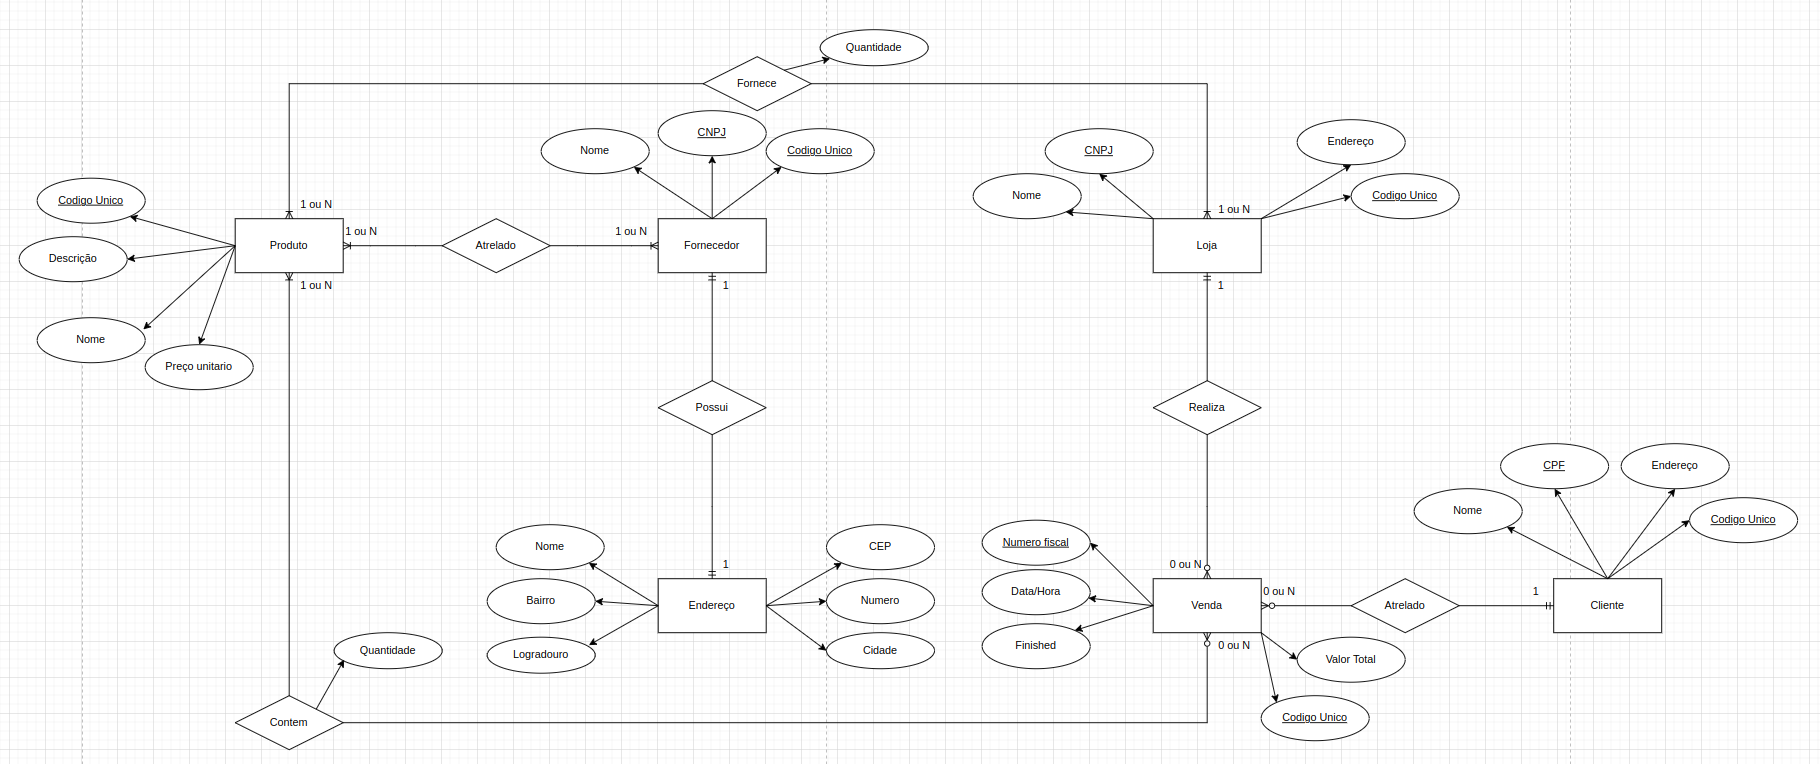 Quantidade
Fornece
CNPJ
Nome
Codigo Unico
CNPJ
Endereço
Nome
Codigo Unico
Codigo Unico
1 ou N
1 ou N
1 ou N
1 ou N
Produto
Atrelado
Fornecedor
Loja
Descrição
1 ou N
1
1
Nome
Preço unitario
Possui
Realiza
CPF
Endereço
Nome
Codigo Unico
Numero fiscal
Nome
CEP
1
0 ou N
Data/Hora
0 ou N
1
Bairro
Endereço
Numero
Venda
Atrelado
Cliente
Finished
0 ou N
Quantidade
Logradouro
Cidade
Valor Total
Contem
Codigo Unico